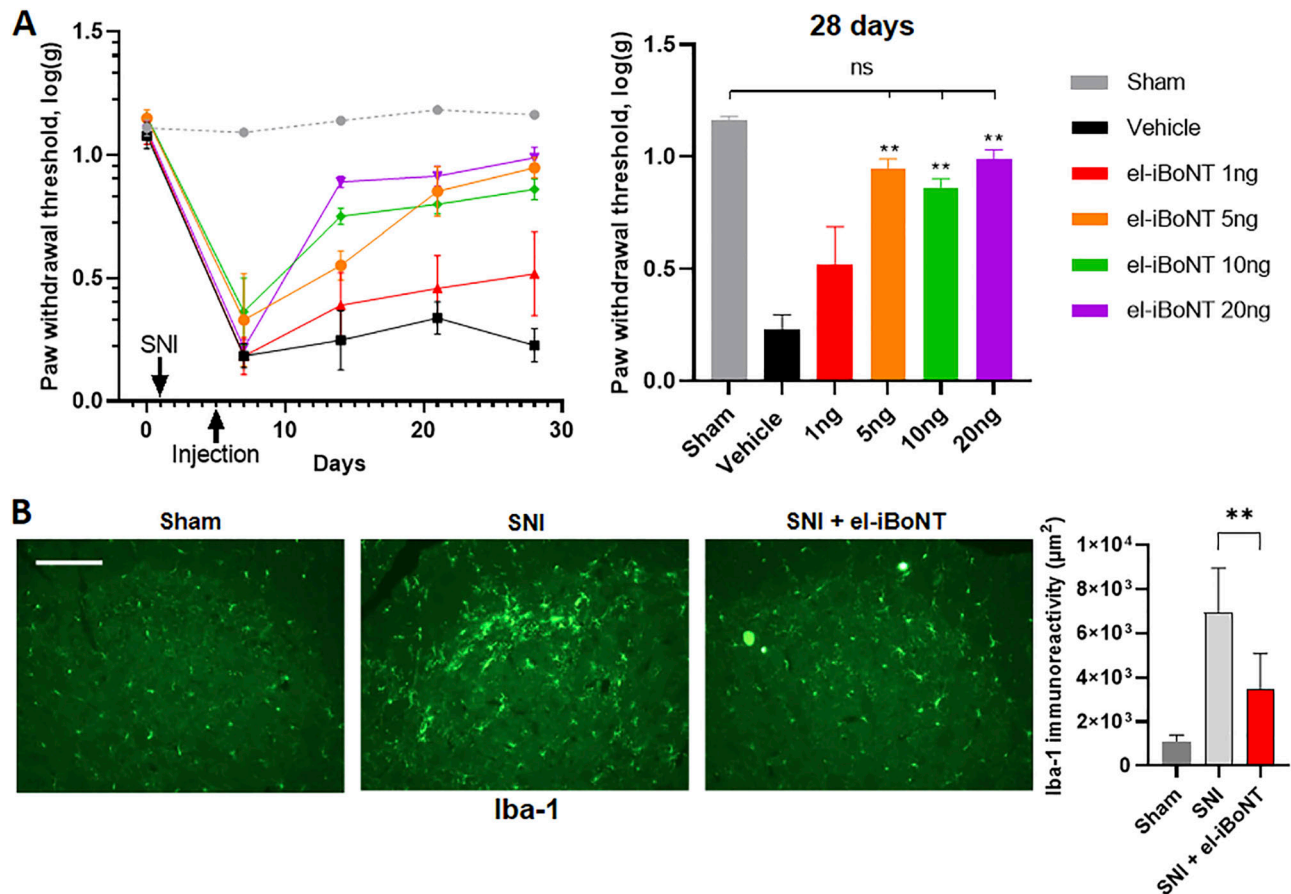 A
Paw withdrawal threshold, log(g)
1.5
1.0
0.5
0.0
SNI
Injection
0
10
20
30
Days
28 days
Paw withdrawal threshold, log(g)
1.5
1.0
0.5
0.0
ns
**
**
**
Sham
Vehicle
1ng
5ng
10ng
20ng
Sham
Vehicle
el-iBoNT 1ng
el-iBoNT 5ng
el-iBoNT 10ng
el-iBoNT 20ng
B
Sham
SNI
SNI + el-iBoNT
Iba-1
Iba-1 immunoreactivity (µm²)
1×10⁴
8×10³
6×10³
4×10³
2×10³
0
**
Sham
SNI
SNI + el-iBoNT